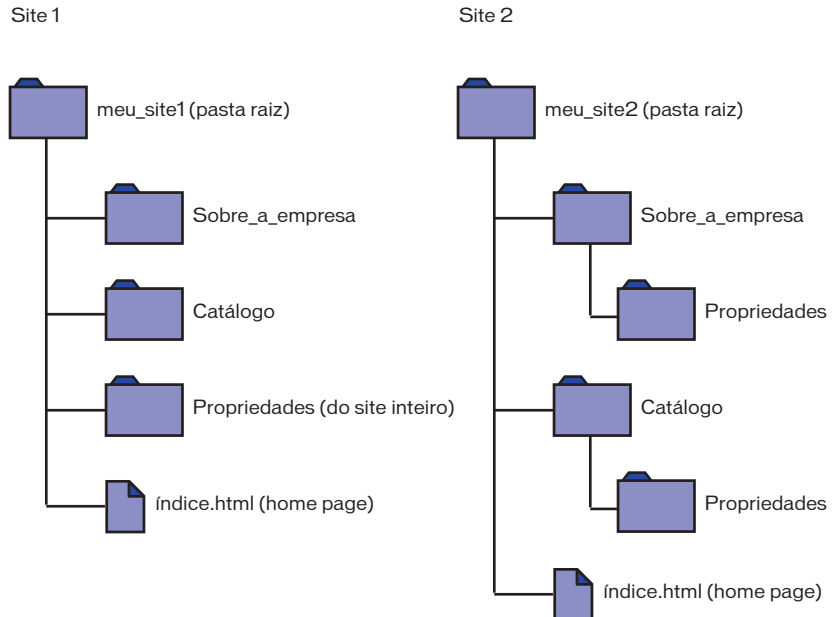 Site 1
meu_site1 (pasta raiz)
Sobre_a_empresa
Catálogo
Propriedades (do site inteiro)
índice.html (home page)
Site 2
meu_site2 (pasta raiz)
Sobre_a_empresa
Propriedades
Catálogo
Propriedades
índice.html (home page)